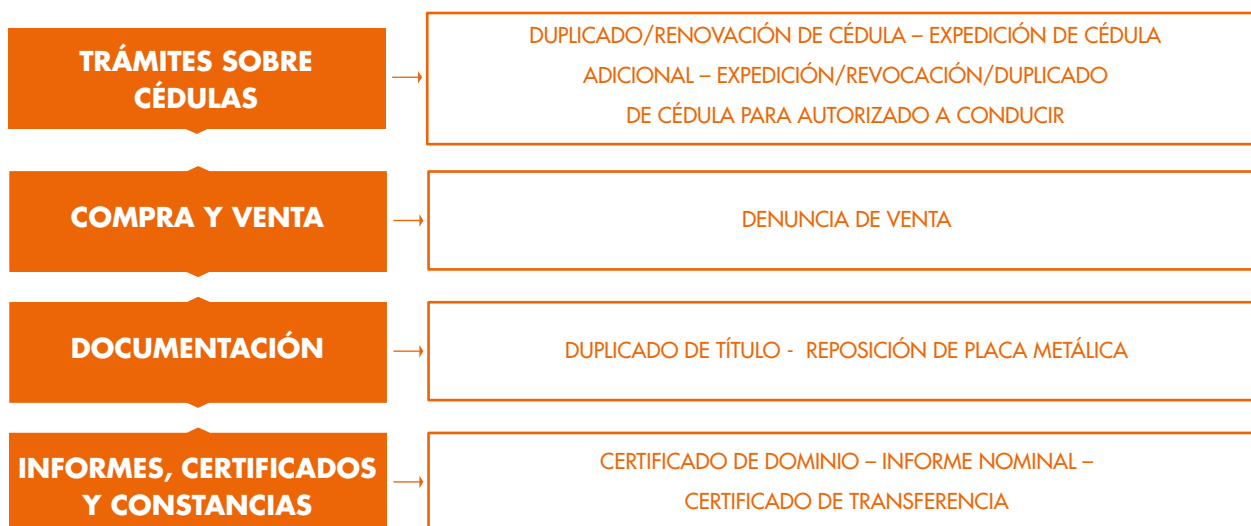 TRÁMITES SOBRE
CÉDULAS
DUPLICADO/RENOVACIÓN DE CÉDULA – EXPEDICIÓN DE CÉDULA
ADICIONAL – EXPEDICIÓN/REVOCACIÓN/DUPLICADO
DE CÉDULA PARA AUTORIZADO A CONDUCIR
COMPRA Y VENTA
DENUNCIA DE VENTA
DOCUMENTACIÓN
DUPLICADO DE TÍTULO - REPOSICIÓN DE PLACA METÁLICA
INFORMES, CERTIFICADOS
Y CONSTANCIAS
CERTIFICADO DE DOMINIO – INFORME NOMINAL –
CERTIFICADO DE TRANSFERENCIA